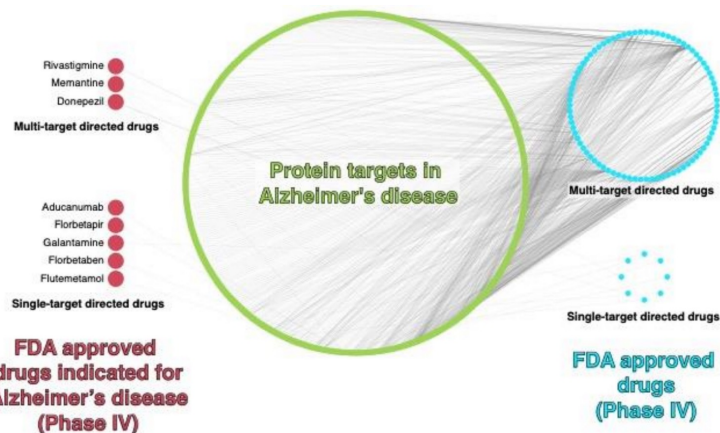 Rivastigmine
Memantine
Donepezil
Multi-target directed drugs
Aducanumab
Florbetapir
Galantamine
Florbetaben
Flutemetamol
Single-target directed drugs
FDA approved
drugs indicated for
Alzheimer's disease
(Phase IV)
Protein targets in
Alzheimer's disease
Multi-target directed drugs
Single-target directed drugs
FDA approved
drugs
(Phase IV)